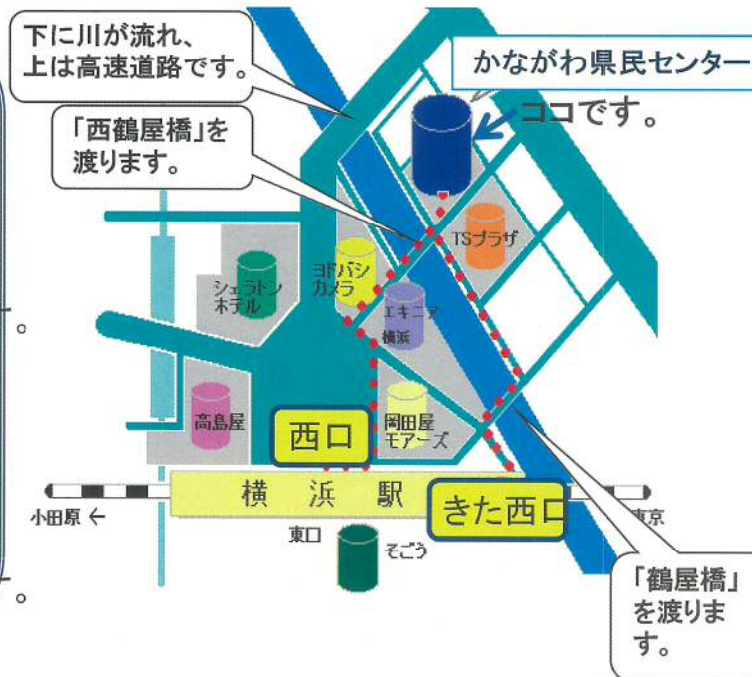 下に川が流れ、
上は高速道路です。
かながわ県民センター
ココです。
「西鶴屋橋」を
渡ります。
TSプラザ
シェラトン
ホテル
ヨドバシ
カメラ
エキニア
横浜
。
高島屋
西口
岡田屋
モアーズ
横浜駅
きた西口
小田原 ←
東京
東口
そごう
「鶴屋橋」
を渡りま
す。
。